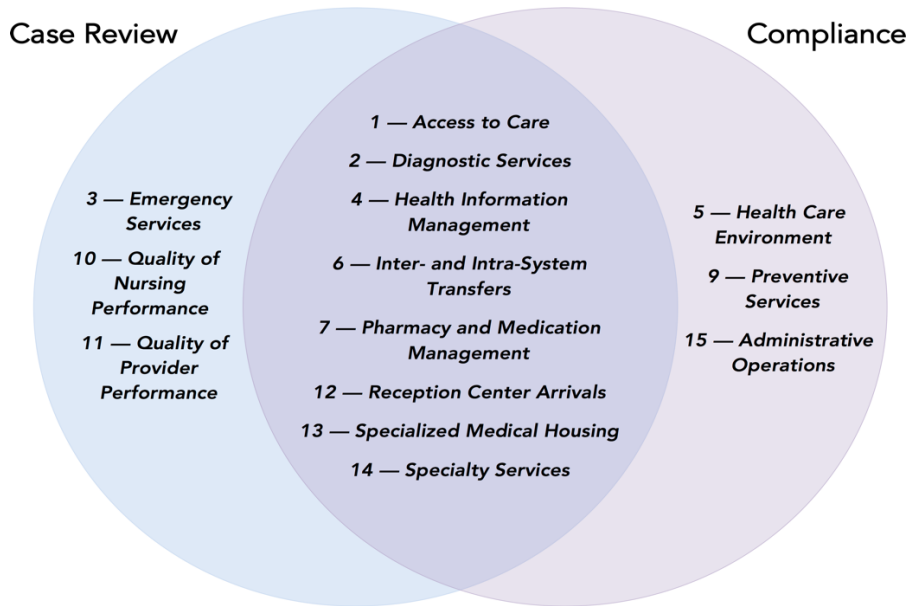 Case Review
Compliance
3 — Emergency
Services
10 — Quality of
Nursing
Performance
11 — Quality of
Provider
Performance
1 — Access to Care
2 — Diagnostic Services
4 — Health Information
Management
6 — Inter- and Intra-System
Transfers
7 — Pharmacy and Medication
Management
12 — Reception Center Arrivals
13 — Specialized Medical Housing
14 — Specialty Services
5 — Health Care
Environment
9 — Preventive
Services
15 — Administrative
Operations